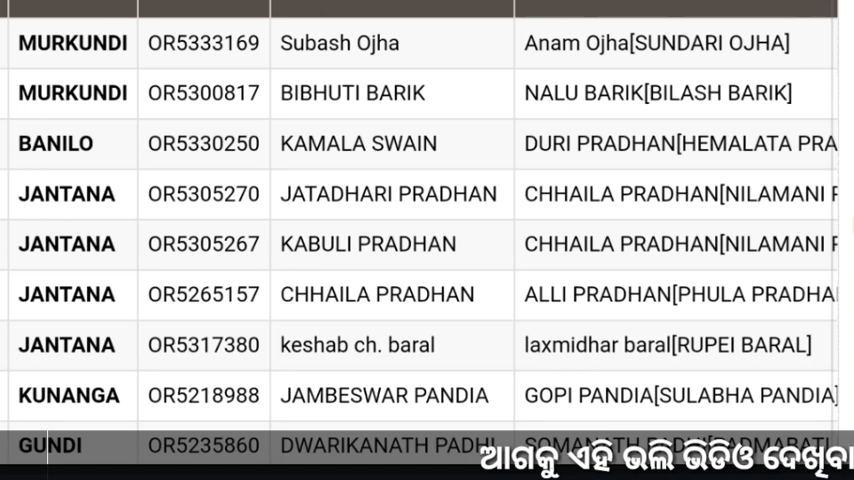 MURKUNDI OR5333169 Subash Ojha Anam Ojha[SUNDARI OJHA]
MURKUNDI OR5300817 BIBHUTI BARIK NALU BARIK[BILASH BARIK]
BANILO OR5330250 KAMALA SWAIN DURI PRADHAN[HEMALATA PRA
JANTANA OR5305270 JATADHARI PRADHAN CHHAILA PRADHAN[NILAMANI
JANTANA OR5305267 KABULI PRADHAN CHHAILA PRADHAN[NILAMANI
JANTANA OR5265157 CHHAILA PRADHAN ALLI PRADHAN[PHULA PRADHA
JANTANA OR5317380 keshab ch. baral laxmidhar baral[RUPEI BARAL]
KUNANGA OR5218988 JAMBESWAR PANDIA GOPI PANDIA[SULABHA PANDIA]
GUNDI OR5235860 DWARIKANATH PADHI
ଆଗକୁ ଏହି ଭଲି ଭିଡିଓ ଦେଖିବା